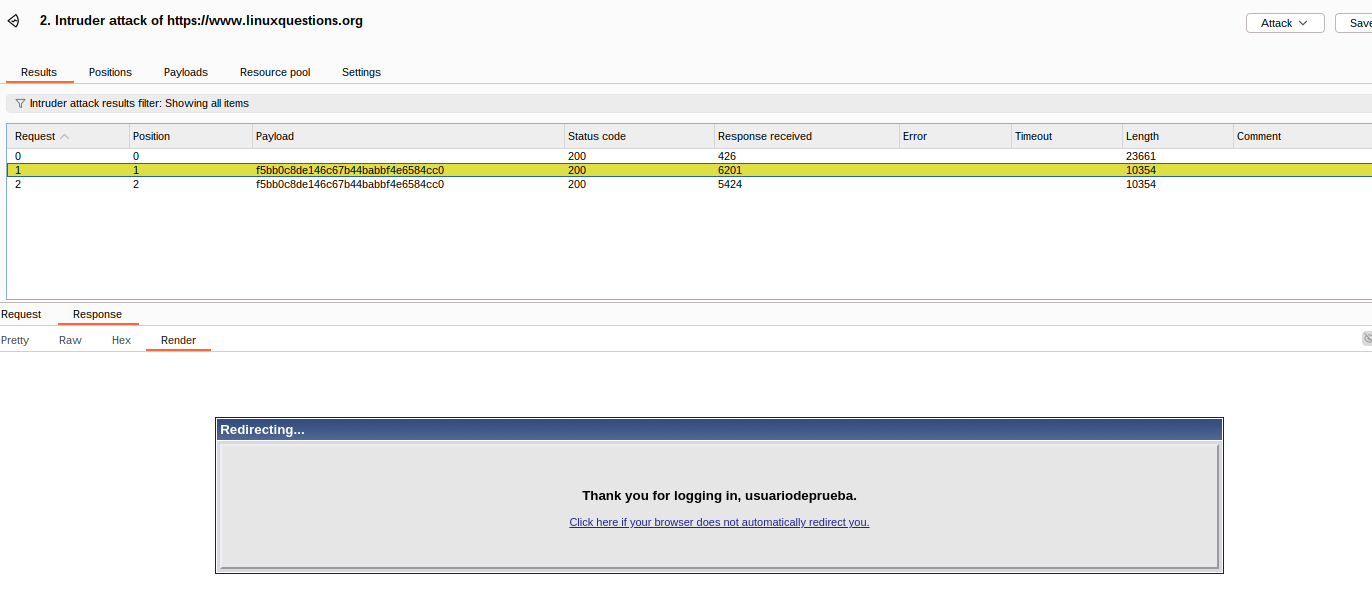 2. Intruder attack of https://www.linuxquestions.org
Attack
Save
Results Positions Payloads Resource pool Settings
Intruder attack results filter: Showing all items
Request Position Payload Status code Response received Error Timeout Length Comment
0 0 200 426 23661
1 1 f5bb0c8de146c67b44babbf4e6584cc0 200 6201 10354
2 2 f5bb0c8de146c67b44babbf4e6584cc0 200 5424 10354
Request Response
Pretty Raw Hex Render
Redirecting...
Thank you for logging in, usuariodeprueba.
Click here if your browser does not automatically redirect you.